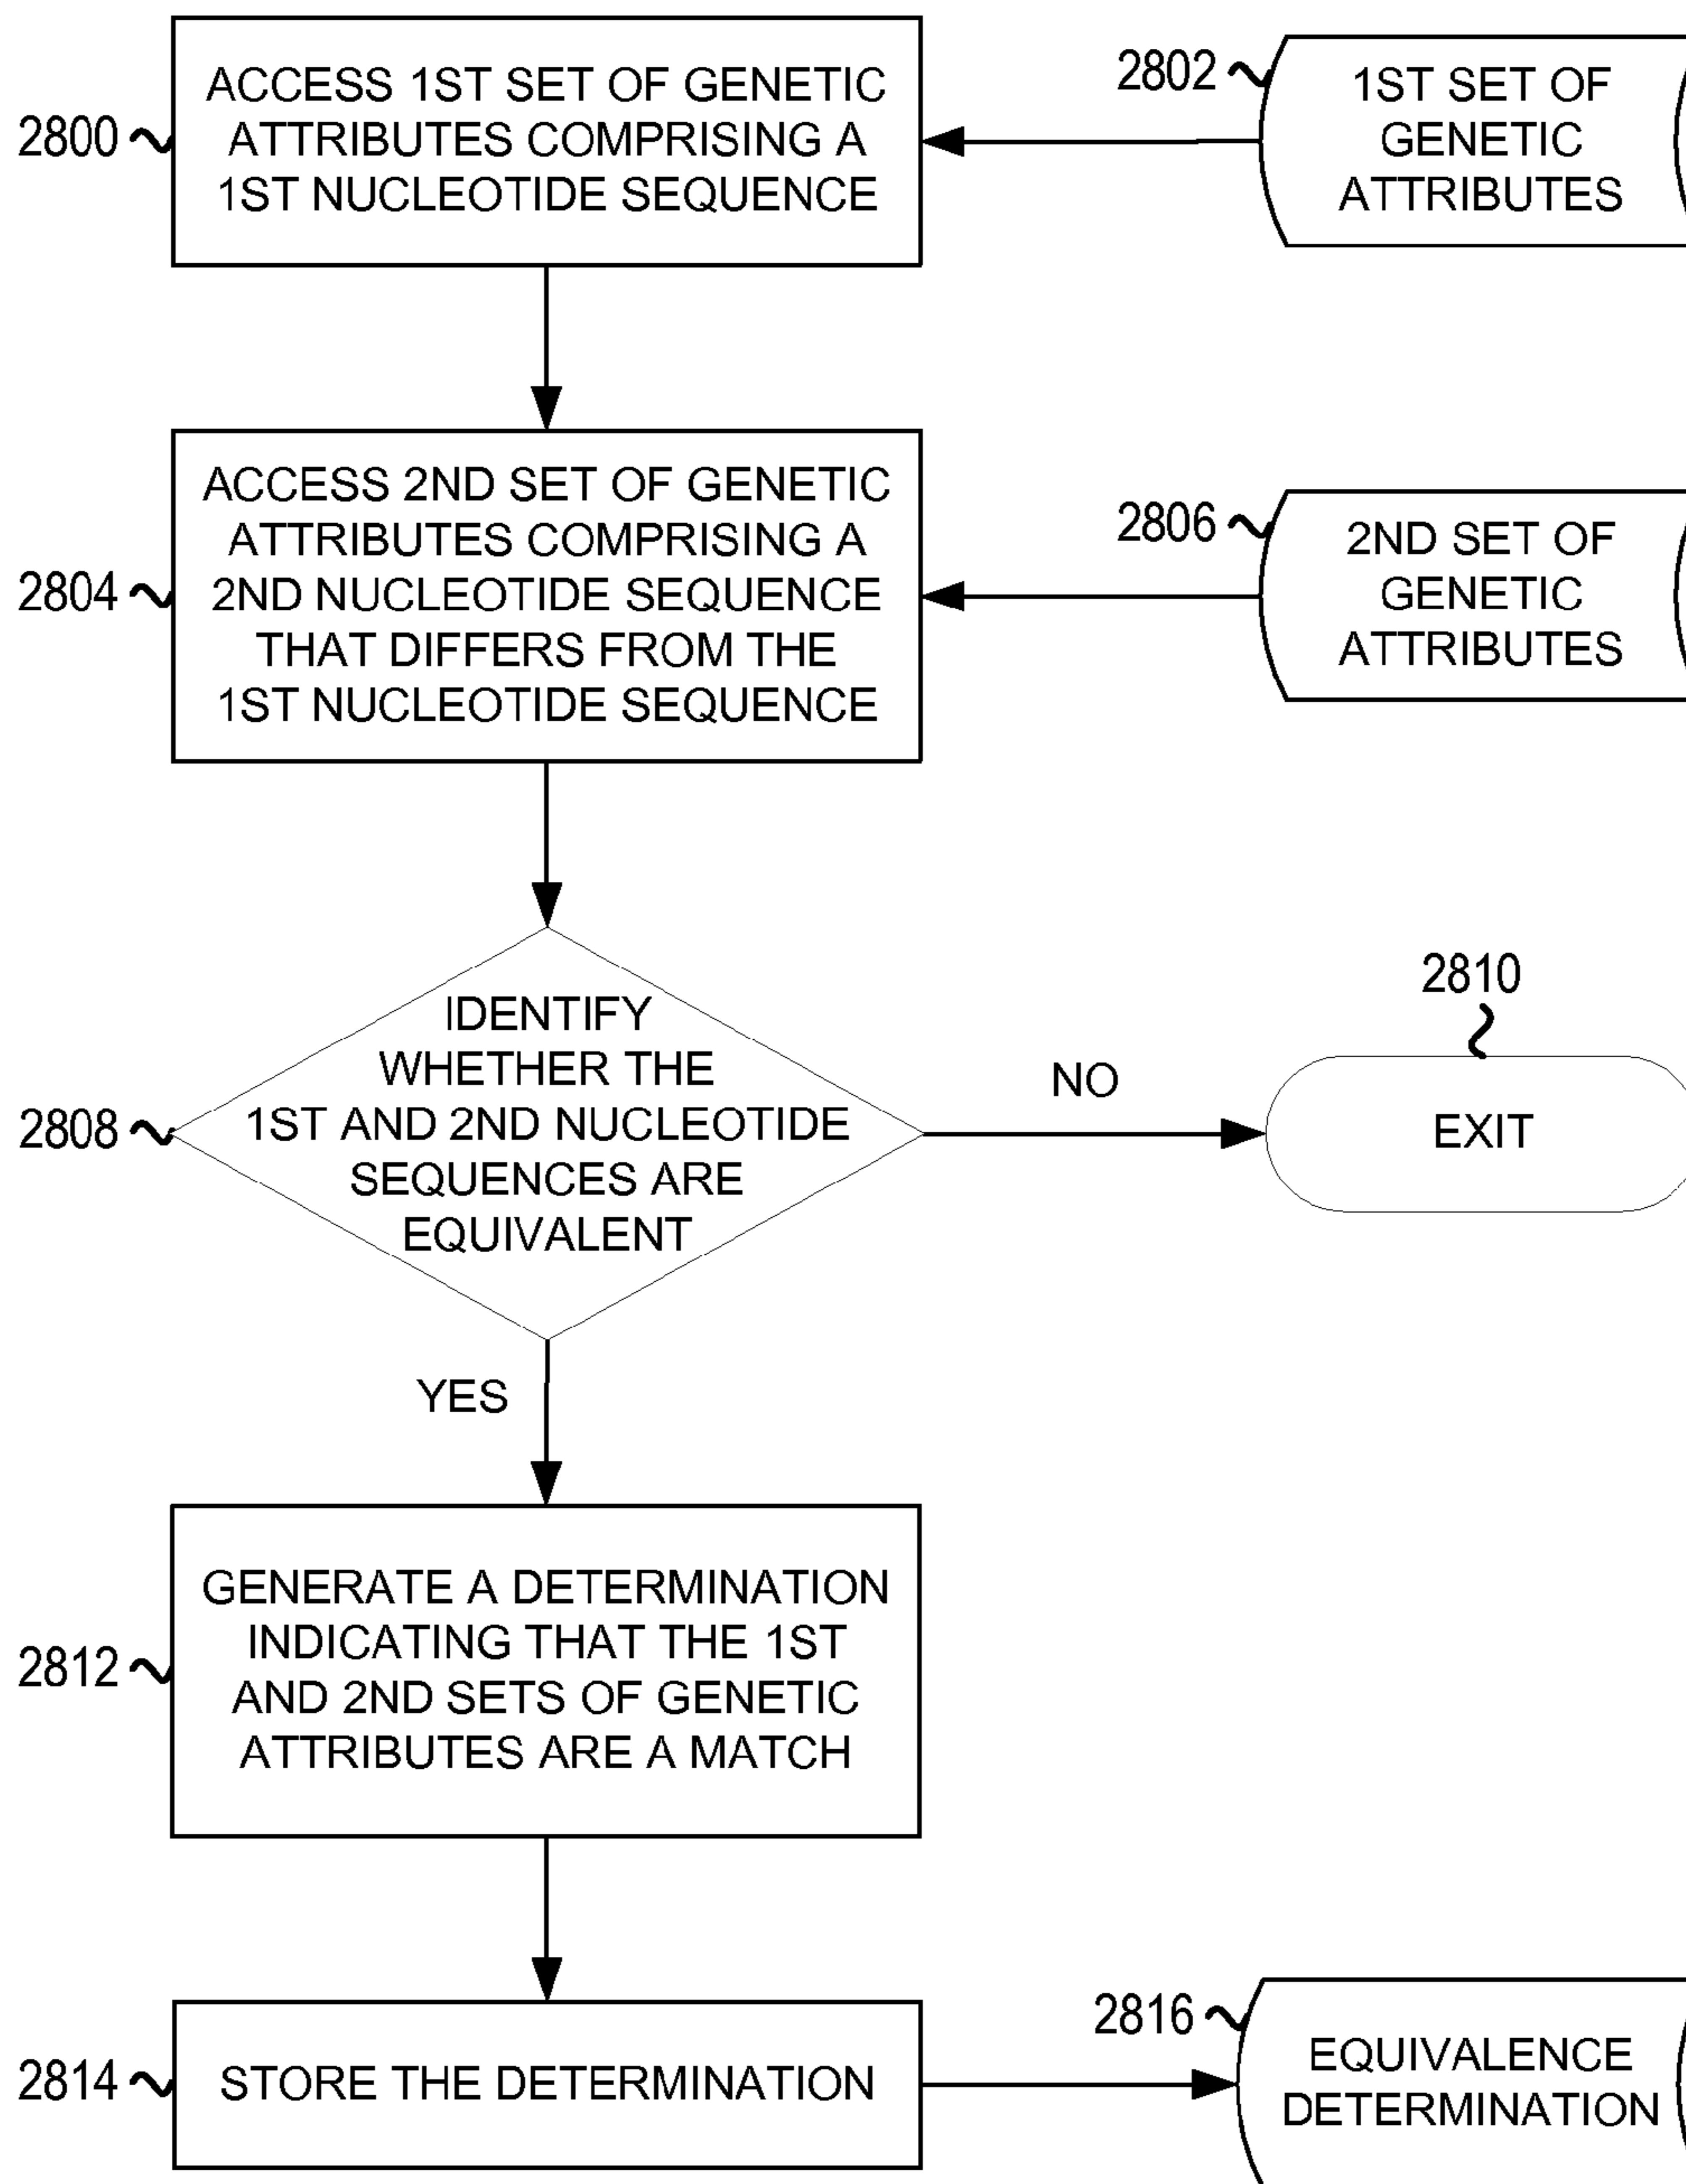 2800
ACCESS 1ST SET OF GENETIC
ATTRIBUTES COMPRISING A
1ST NUCLEOTIDE SEQUENCE
2802
1ST SET OF
GENETIC
ATTRIBUTES
2804
ACCESS 2ND SET OF GENETIC
ATTRIBUTES COMPRISING A
2ND NUCLEOTIDE SEQUENCE
THAT DIFFERS FROM THE
1ST NUCLEOTIDE SEQUENCE
2806
2ND SET OF
GENETIC
ATTRIBUTES
2808
IDENTIFY
WHETHER THE
1ST AND 2ND NUCLEOTIDE
SEQUENCES ARE
EQUIVALENT
NO
2810
EXIT
YES
2812
GENERATE A DETERMINATION
INDICATING THAT THE 1ST
AND 2ND SETS OF GENETIC
ATTRIBUTES ARE A MATCH
2814
STORE THE DETERMINATION
2816
EQUIVALENCE
DETERMINATION